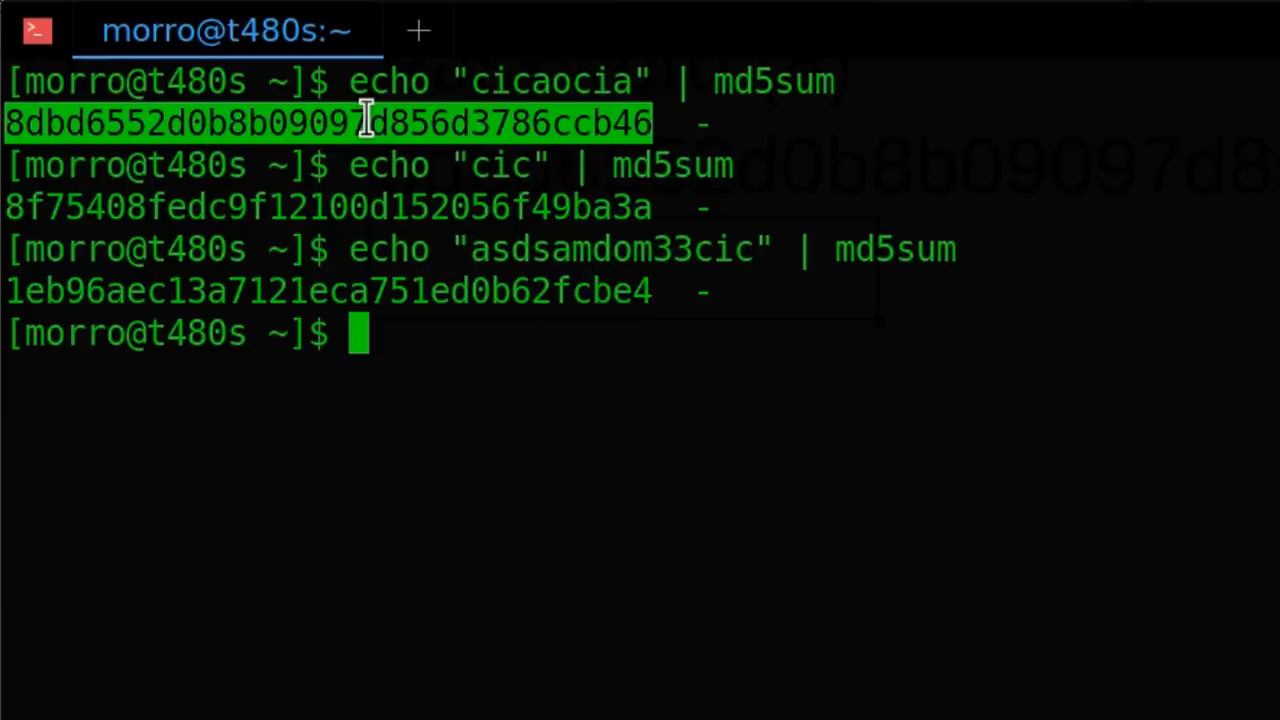 morro@t480s:~
[morro@t480s ~]$ echo "cicaocia" | md5sum
8dbd6552d0b8b09097d856d3786ccb46  -
[morro@t480s ~]$ echo "cic" | md5sum
8f75408fedc9f12100d152056f49ba3a  -
[morro@t480s ~]$ echo "asdsamdom33cic" | md5sum
1eb96aec13a7121eca751ed0b62fcbe4  -
[morro@t480s ~]$